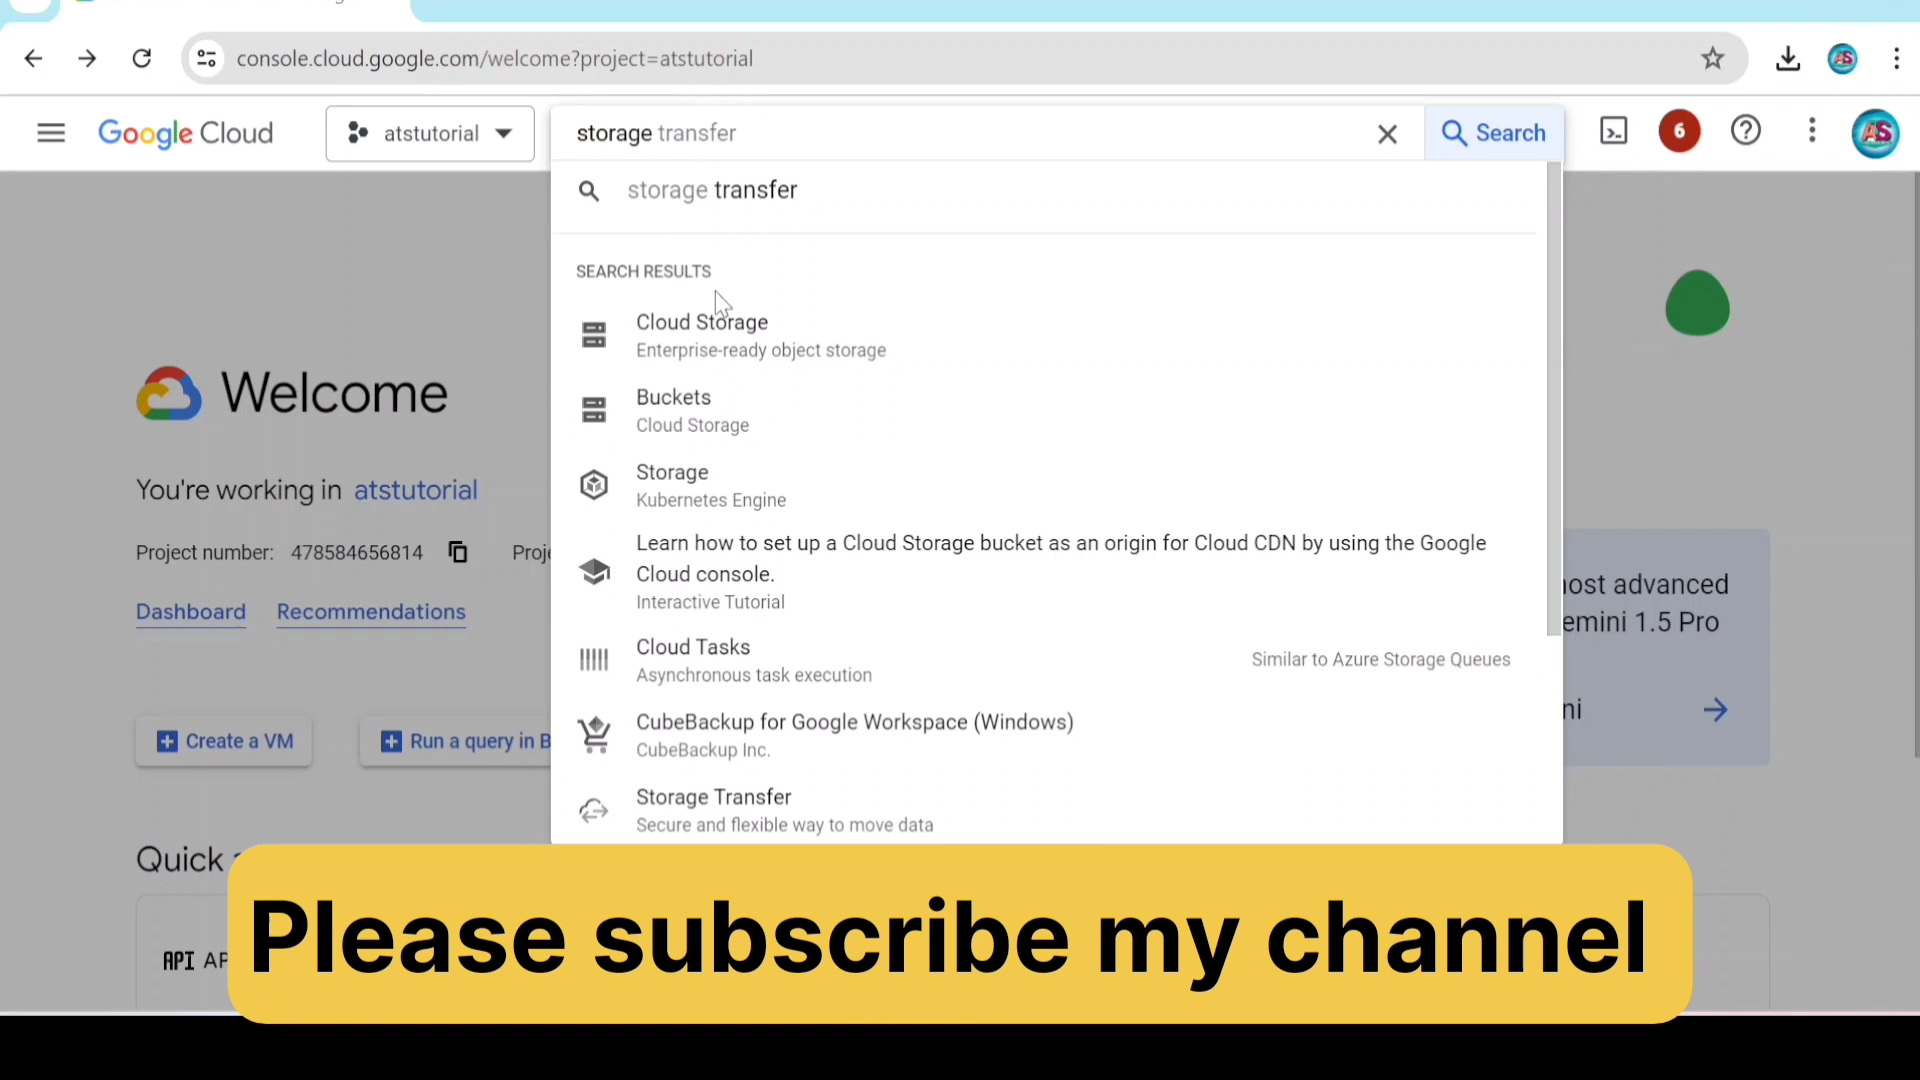 console.cloud.google.com/welcome?project=atstutorial
Google Cloud
atstutorial
storage transfer
Search
6
AS
storage transfer
SEARCH RESULTS
Cloud Storage
Enterprise-ready object storage
Buckets
Cloud Storage
Storage
Kubernetes Engine
Learn how to set up a Cloud Storage bucket as an origin for Cloud CDN by using the Google
Cloud console.
Interactive Tutorial
Cloud Tasks
Asynchronous task execution
Similar to Azure Storage Queues
CubeBackup for Google Workspace (Windows)
CubeBackup Inc.
Storage Transfer
Secure and flexible way to move data
Welcome
You're working in atstutorial
Project number: 478584656814
Dashboard
Recommendations
Create a VM
Run a query in
advanced
1.5 Pro
Quick
API
Please subscribe my channel